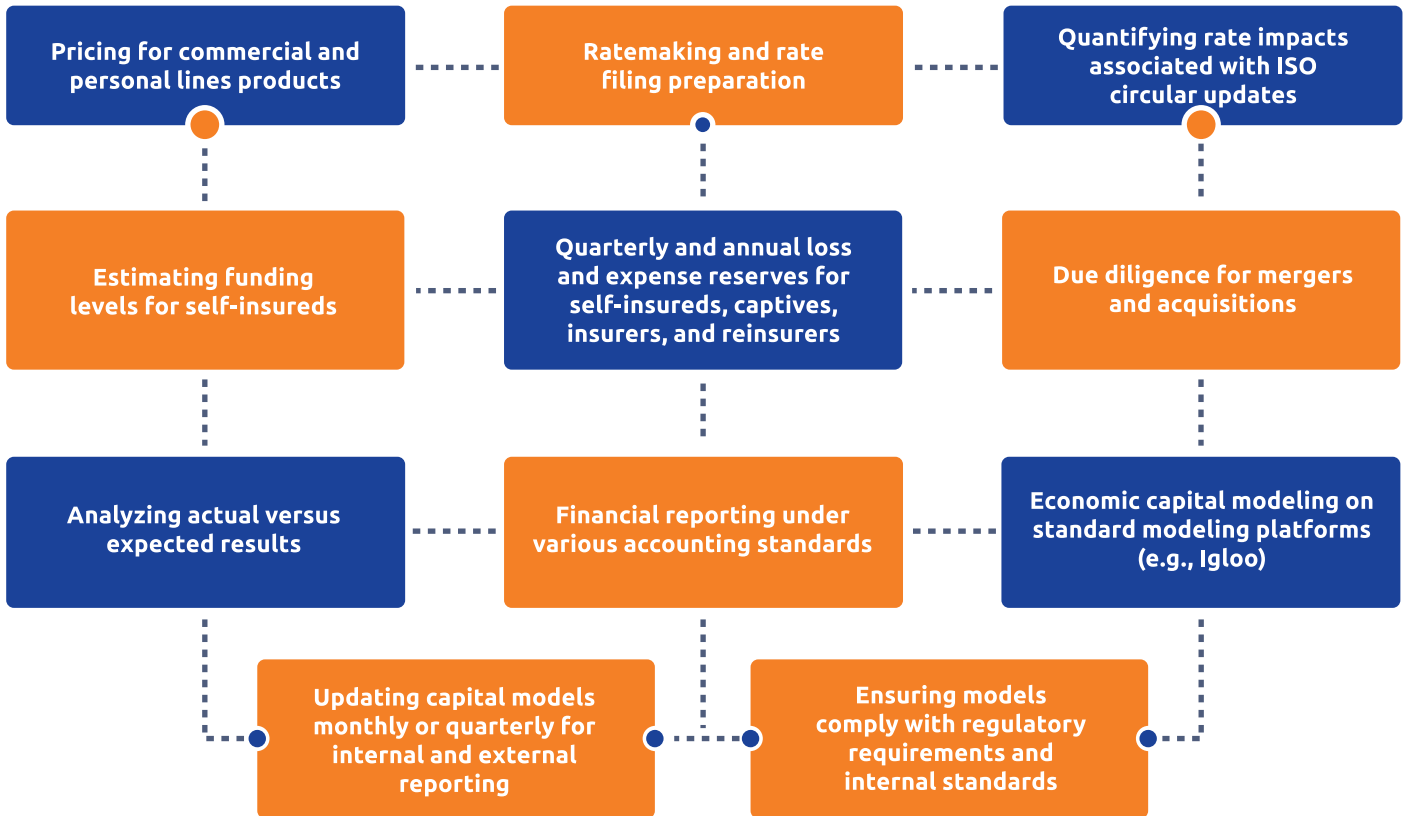 Pricing for commercial and
personal lines products
Ratemaking and rate
filing preparation
Quantifying rate impacts
associated with ISO
circular updates
Estimating funding
levels for self-insureds
Quarterly and annual loss
and expense reserves for
self-insureds, captives,
insurers, and reinsurers
Due diligence for mergers
and acquisitions
Analyzing actual versus
expected results
Financial reporting under
various accounting standards
Economic capital modeling on
standard modeling platforms
(e.g., Igloo)
Updating capital models
monthly or quarterly for
internal and external
reporting
Ensuring models
comply with regulatory
requirements and
internal standards